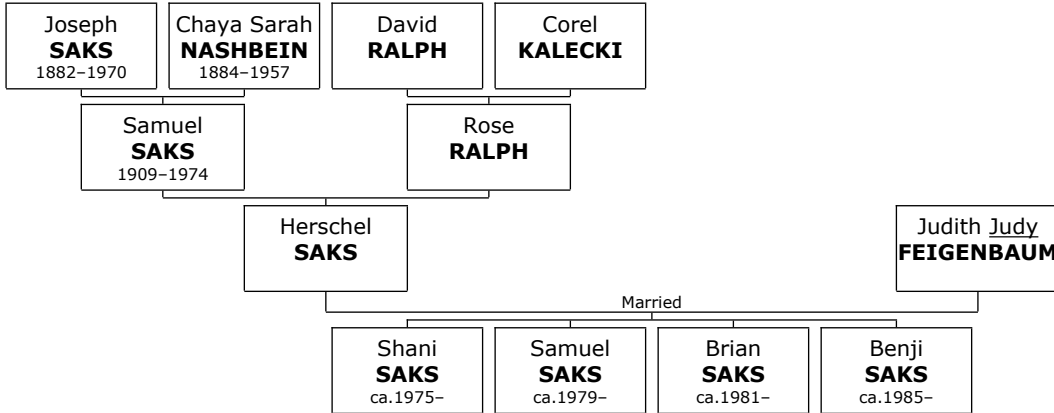 Joseph
SAKS
1882–1970
Chaya Sarah
NASHBEIN
1884–1957
David
RALPH
Corel
KALECKI
Samuel
SAKS
1909–1974
Rose
RALPH
Herschel
SAKS
Judith Judy
FEIGENBAUM
Married
Shani
SAKS
ca.1975–
Samuel
SAKS
ca.1979–
Brian
SAKS
ca.1981–
Benji
SAKS
ca.1985–